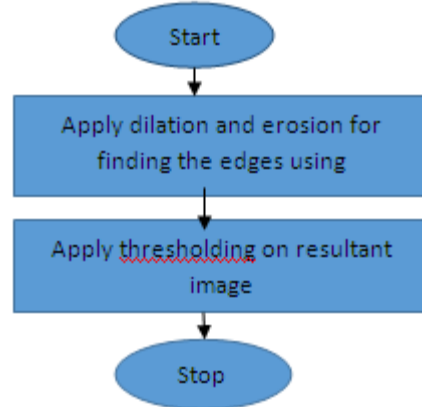 Start
Apply dilation and erosion for
finding the edges using
Apply thresholding on resultant
image
Stop